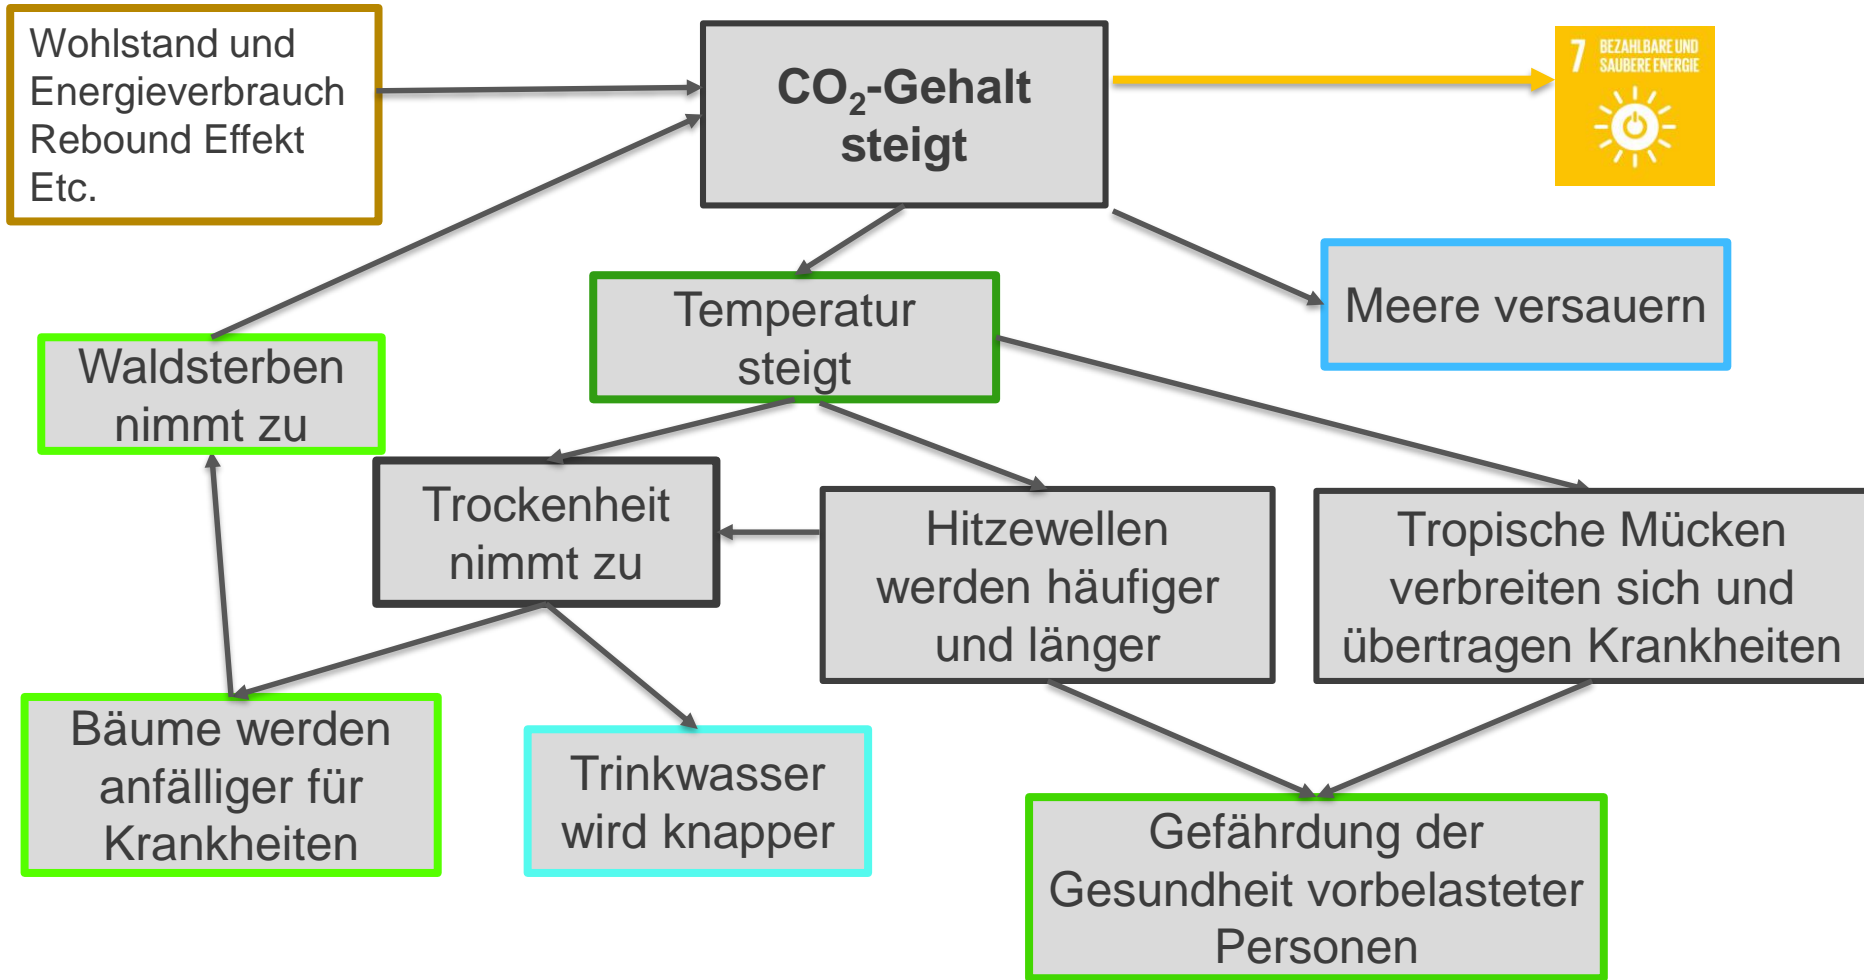 Wohlstand und
Energieverbrauch
Rebound Effekt
Etc.
CO₂-Gehalt
steigt
7 BEZAHLBARE UND
SAUBERE ENERGIE
Temperatur
steigt
Meere versauern
Waldsterben
nimmt zu
Trockenheit
nimmt zu
Hitzewellen
werden häufiger
und länger
Tropische Mücken
verbreiten sich und
übertragen Krankheiten
Bäume werden
anfälliger für
Krankheiten
Trinkwasser
wird knapper
Gefährdung der
Gesundheit vorbelasteter
Personen